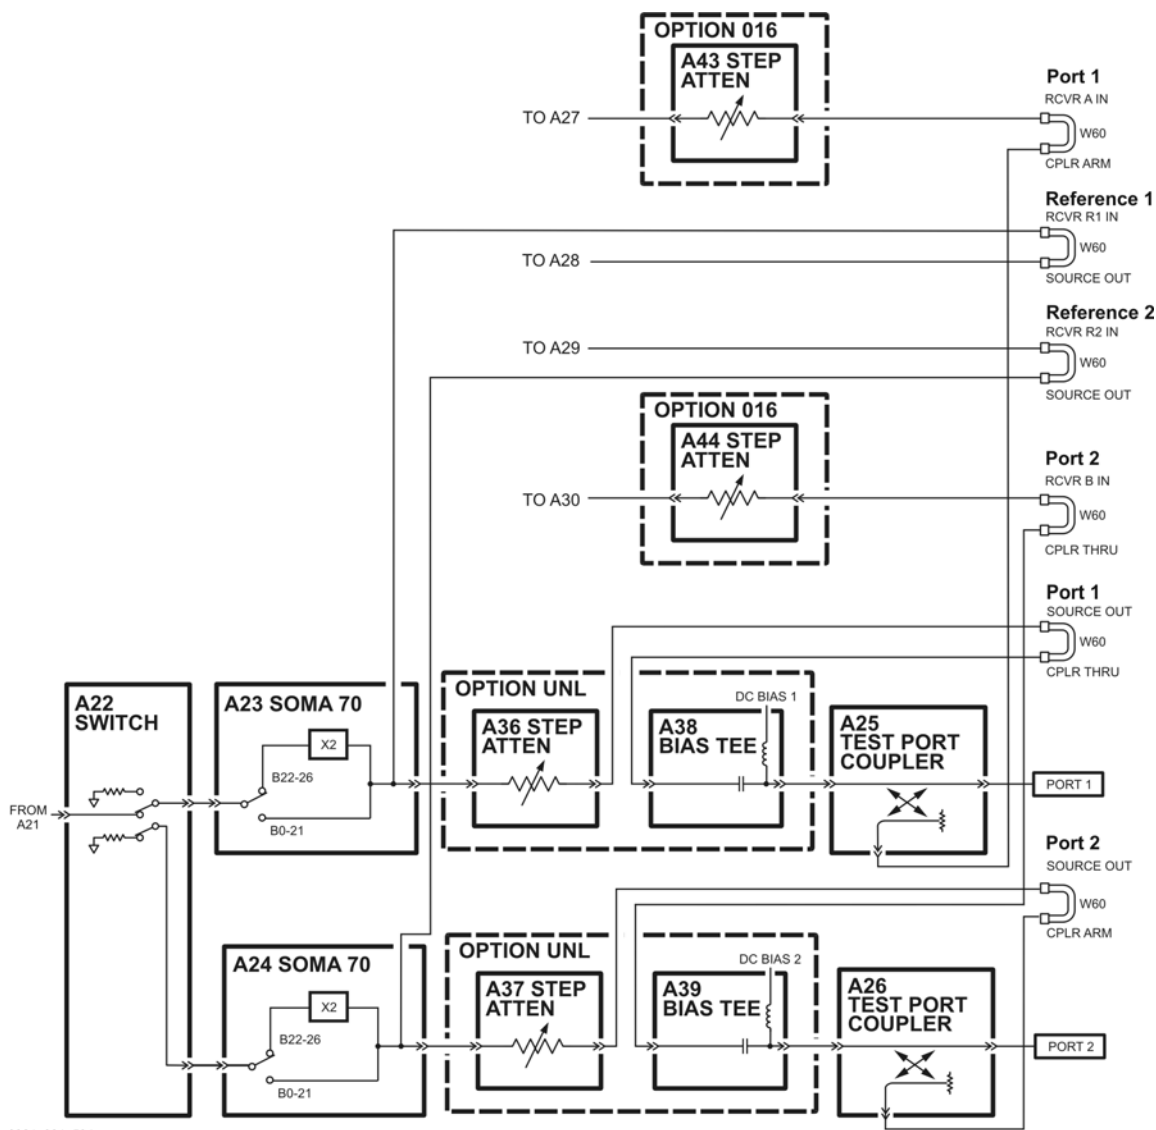 OPTION 016
A43 STEP
ATTEN
TO A27
Port 1
RCVR A IN
W60
CPLR ARM
Reference 1
RCVR R1 IN
W60
TO A28
SOURCE OUT
Reference 2
RCVR R2 IN
TO A29
W60
SOURCE OUT
OPTION 016
A44 STEP
ATTEN
TO A30
Port 2
RCVR B IN
W60
CPLR THRU
Port 1
SOURCE OUT
W60
CPLR THRU
A22
SWITCH
FROM
A21
A23 SOMA 70
X2
B22-26
B0-21
OPTION UNL
A36 STEP
ATTEN
DC BIAS 1
A38
BIAS TEE
A25
TEST PORT
COUPLER
PORT 1
Port 2
SOURCE OUT
W60
CPLR ARM
A24 SOMA 70
X2
B22-26
B0-21
OPTION UNL
A37 STEP
ATTEN
DC BIAS 2
A39
BIAS TEE
A26
TEST PORT
COUPLER
PORT 2